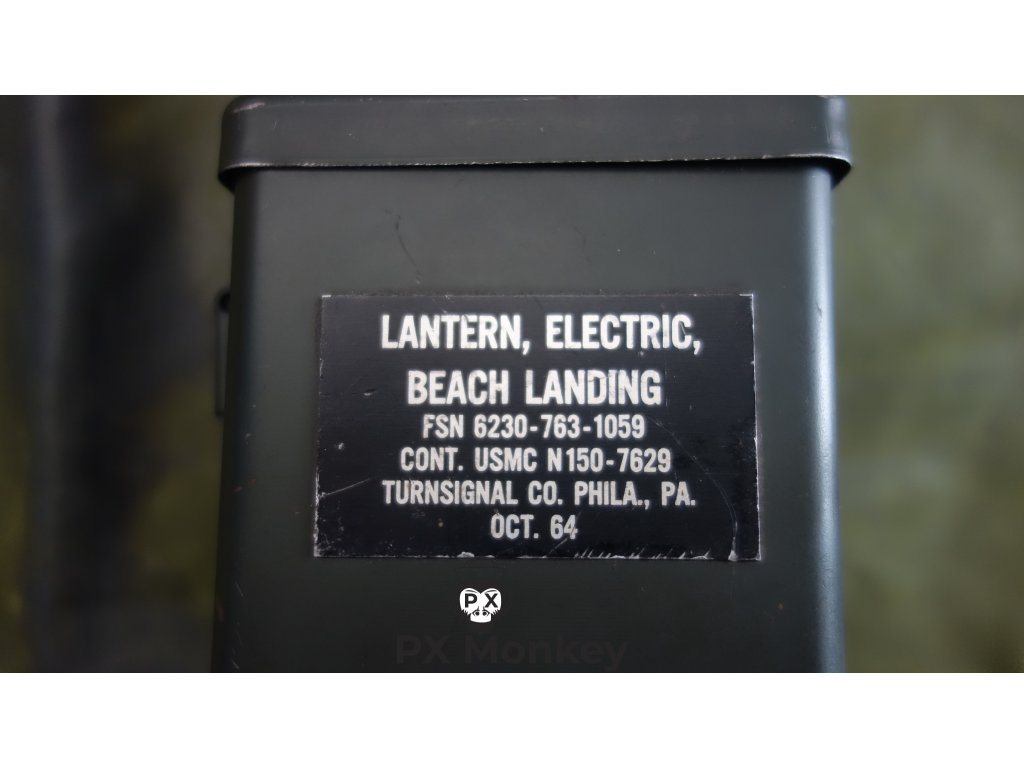 LANTERN, ELECTRIC,
BEACH LANDING
FSN 6230-763-1059
CONT. USMC N150-7629
TURNSIGNAL CO. PHILA., PA.
OCT. 64
PX
PX Monkey